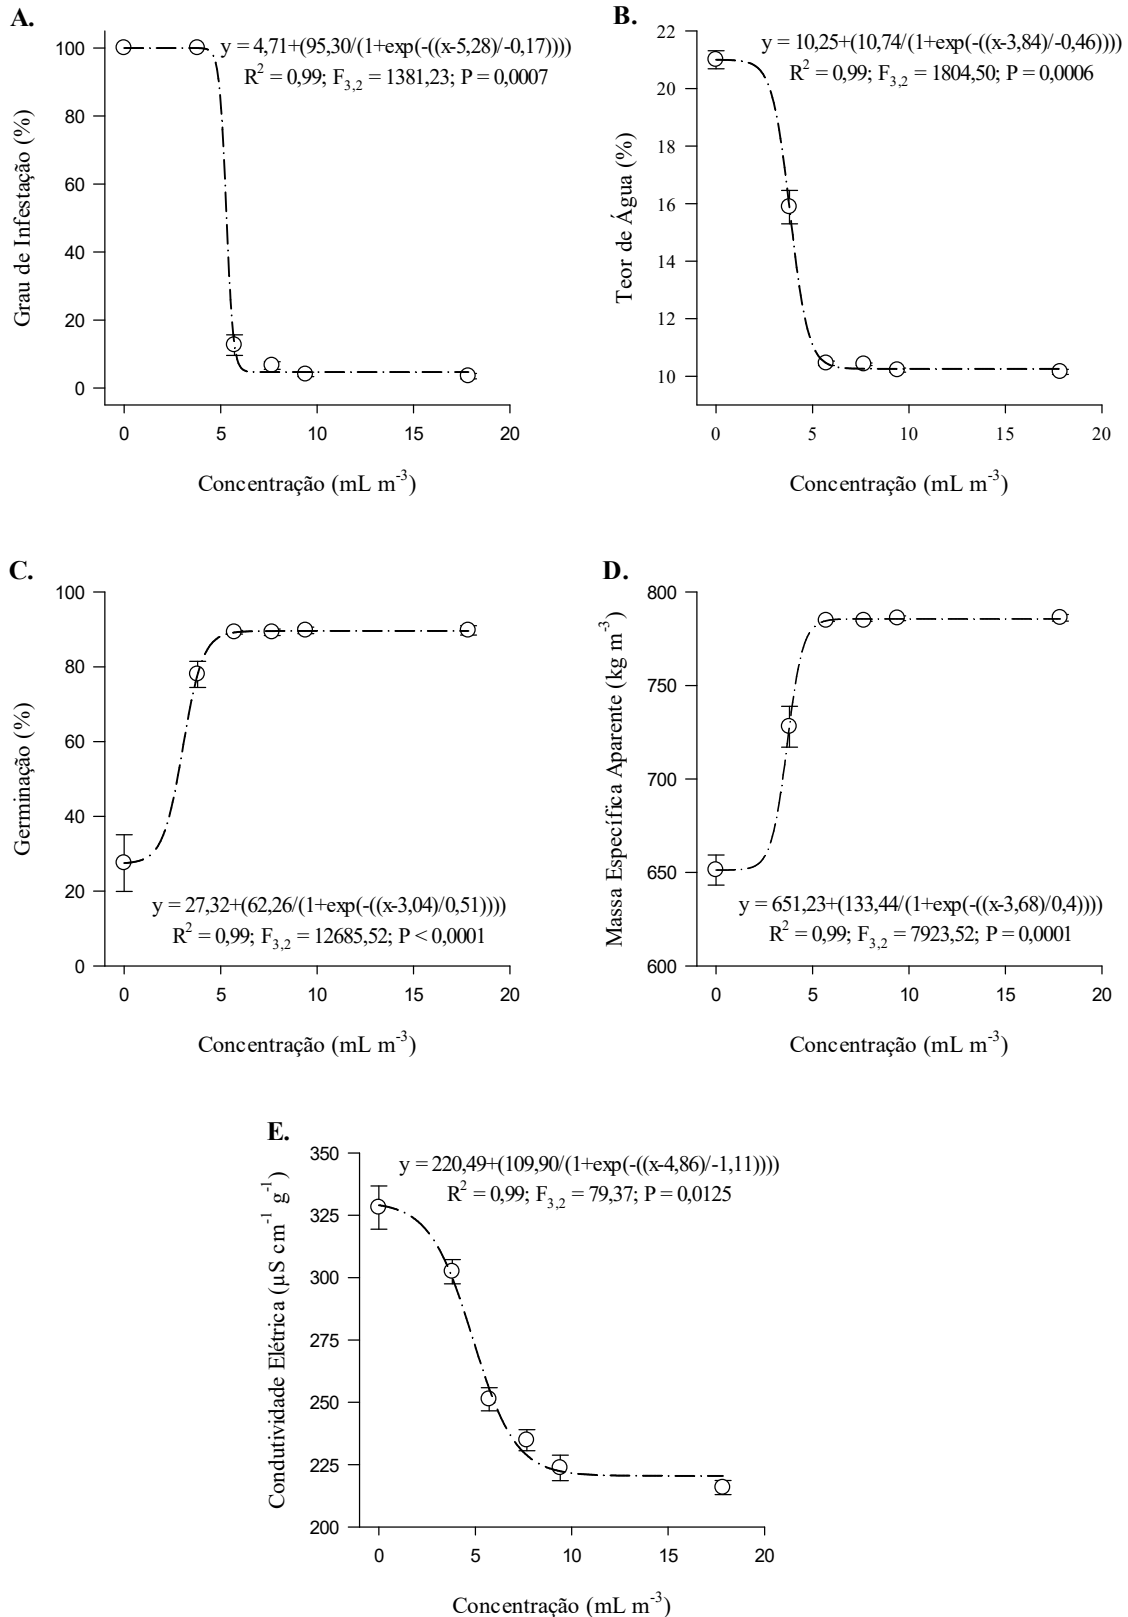 A.
y = 4,71+(95,30/(1+exp(-((x-5,28)/-0,17))))
R² = 0,99; F₃,₂ = 1381,23; P = 0,0007
Grau de Infestação (%)
100
80
60
40
20
0
0 5 10 15 20
Concentração (mL m⁻³)
B.
y = 10,25+(10,74/(1+exp(-((x-3,84)/-0,46))))
R² = 0,99; F₃,₂ = 1804,50; P = 0,0006
Teor de Água (%)
22
20
18
16
14
12
10
0 5 10 15 20
Concentração (mL m⁻³)
C.
Germinação (%)
100
80
60
40
20
0
y = 27,32+(62,26/(1+exp(-((x-3,04)/0,51))))
R² = 0,99; F₃,₂ = 12685,52; P < 0,0001
0 5 10 15 20
Concentração (mL m⁻³)
D.
Massa Específica Aparente (kg m⁻³)
800
750
700
650
600
y = 651,23+(133,44/(1+exp(-((x-3,68)/0,4))))
R² = 0,99; F₃,₂ = 7923,52; P = 0,0001
0 5 10 15 20
Concentração (mL m⁻³)
E.
y = 220,49+(109,90/(1+exp(-((x-4,86)/-1,11))))
R² = 0,99; F₃,₂ = 79,37; P = 0,0125
Condutividade Elétrica (µS cm⁻¹ g⁻¹)
350
325
300
275
250
225
200
0 5 10 15 20
Concentração (mL m⁻³)